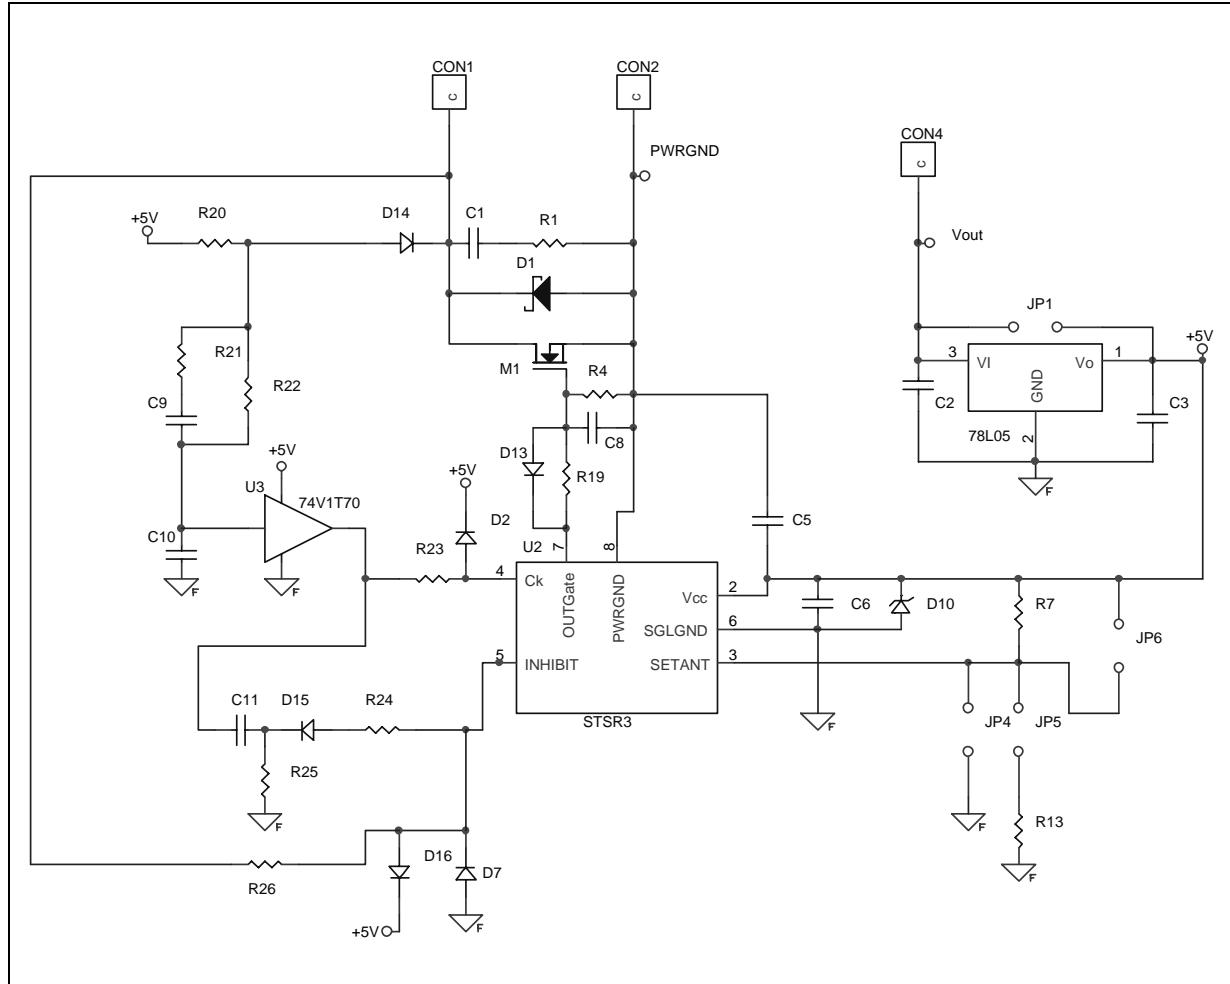 CON1
CON2
C
C
PWRGND
CON4
C
+5V
R20
D14
C1
R1
Vout
D1
JP1
+5V
R21
M1
R4
3
VI
Vo
1
GND
R22
C9
C2
C3
C8
78L05
2
+5V
D13
F
U3
+5V
R19
74V1T70
D2
C5
C10
R23
U2
7
8
F
F
4
Ck
OUTGate
PWRGND
Vcc
2
C6
D10
R7
SGLGND
6
JP6
5
INHIBIT
SETANT
3
C11
D15
R24
STSR3
F
JP4
JP5
R25
F
F
R13
D16
D7
F
R26
F
+5V